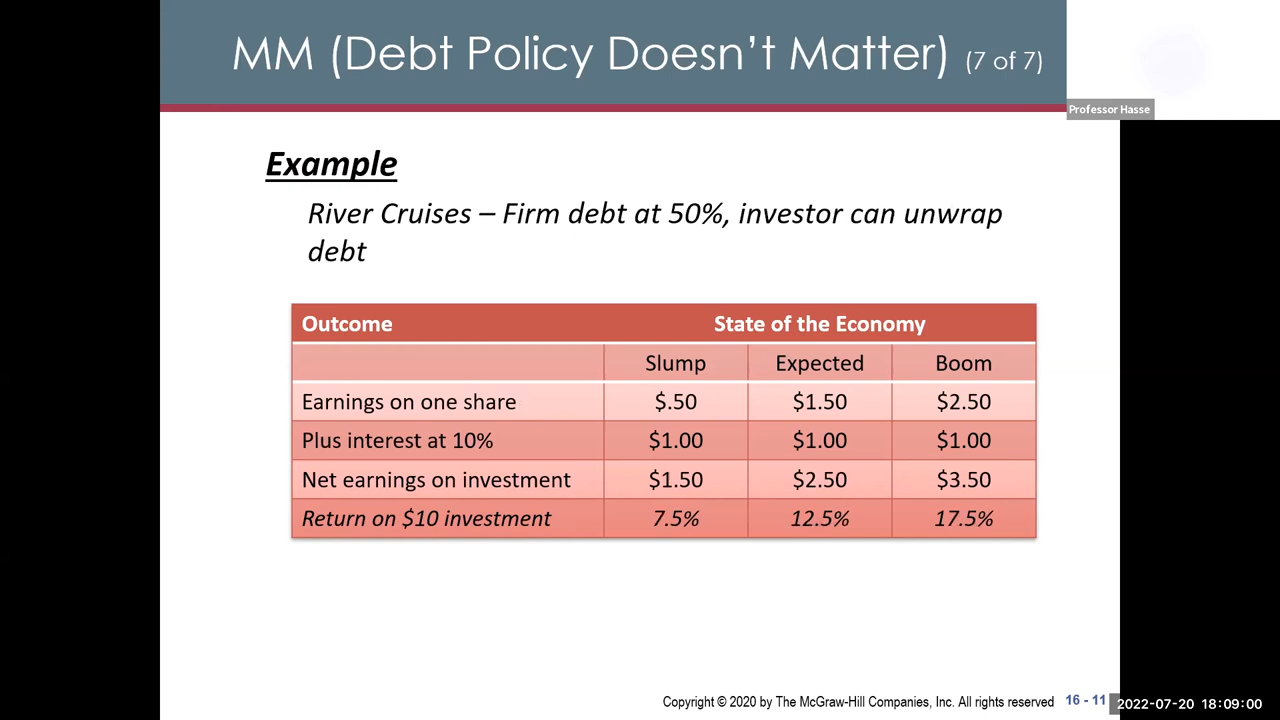 MM (Debt Policy Doesn't Matter) (7 of 7)
Professor Hasse
Example
River Cruises – Firm debt at 50%, investor can unwrap
debt
Outcome State of the Economy
Slump Expected Boom
Earnings on one share $.50 $1.50 $2.50
Plus interest at 10% $1.00 $1.00 $1.00
Net earnings on investment $1.50 $2.50 $3.50
Return on $10 investment 7.5% 12.5% 17.5%
Copyright © 2020 by The McGraw-Hill Companies, Inc. All rights reserved 16 - 11
2022-07-20 18:09:00